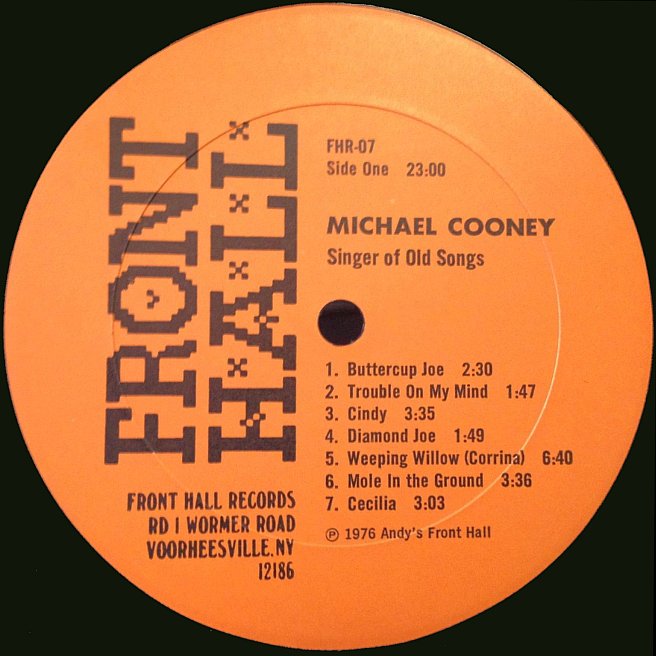 FRONT
HALL
FHR-07
Side One 23:00
MICHAEL COONEY
Singer of Old Songs
1. Buttercup Joe 2:30
2. Trouble On My Mind 1:47
3. Cindy 3:35
4. Diamond Joe 1:49
5. Weeping Willow (Corrina) 6:40
6. Mole In the Ground 3:36
7. Cecilia 3:03
℗ 1976 Andy's Front Hall
FRONT HALL RECORDS
RD 1 WORMER ROAD
VOORHEESVILLE, NY
12186